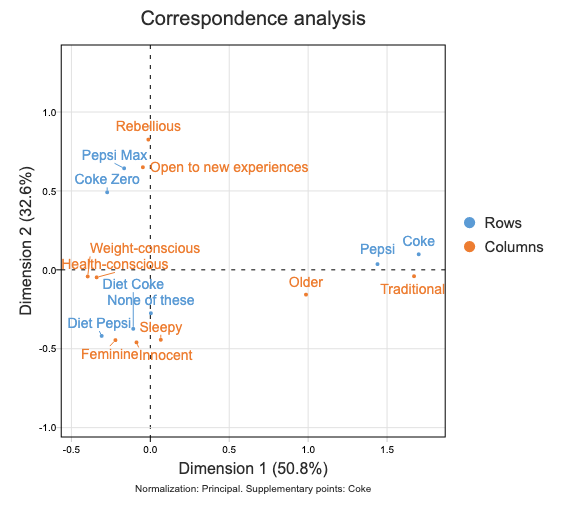 Correspondence analysis
Rebellious
Pepsi Max
Open to new experiences
Coke Zero
Weight-conscious
Health-conscious
Diet Coke
None of these
Diet Pepsi
Sleepy
Feminine
Innocent
Older
Pepsi
Coke
Traditional
Rows
Columns
1.0
0.5
0.0
-0.5
-1.0
Dimension 2 (32.6%)
-0.5
0.0
0.5
1.0
1.5
Dimension 1 (50.8%)
Normalization: Principal. Supplementary points: Coke